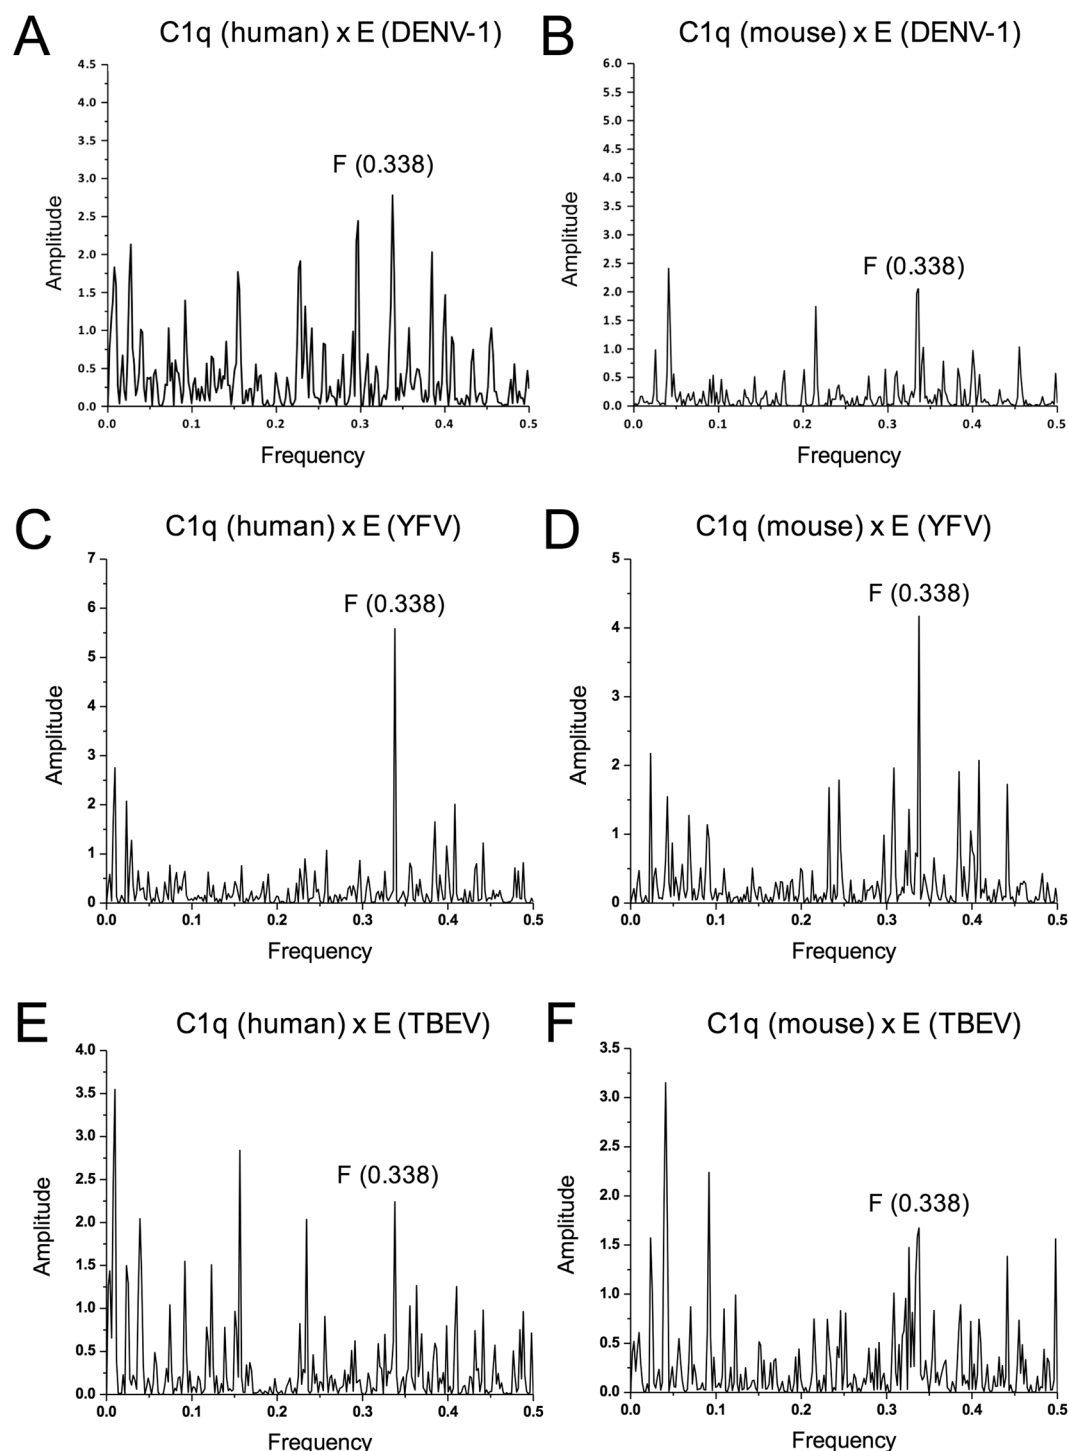 A
C1q (human) x E (DENV-1)
4.5
4.0
3.5
3.0
2.5
2.0
1.5
1.0
0.5
0.0
Amplitude
F (0.338)
0.0 0.1 0.2 0.3 0.4 0.5
Frequency
B
C1q (mouse) x E (DENV-1)
6.0
5.5
5.0
4.5
4.0
3.5
3.0
2.5
2.0
1.5
1.0
0.5
0.0
Amplitude
F (0.338)
0.0 0.1 0.2 0.3 0.4 0.5
Frequency
C
C1q (human) x E (YFV)
7
6
5
4
3
2
1
0
Amplitude
F (0.338)
0.0 0.1 0.2 0.3 0.4 0.5
Frequency
D
C1q (mouse) x E (YFV)
5
4
3
2
1
0
Amplitude
F (0.338)
0.0 0.1 0.2 0.3 0.4 0.5
Frequency
E
C1q (human) x E (TBEV)
4.0
3.5
3.0
2.5
2.0
1.5
1.0
0.5
0.0
Amplitude
F (0.338)
0.0 0.1 0.2 0.3 0.4 0.5
Frequency
F
C1q (mouse) x E (TBEV)
3.5
3.0
2.5
2.0
1.5
1.0
0.5
0.0
Amplitude
F (0.338)
0.0 0.1 0.2 0.3 0.4 0.5
Frequency